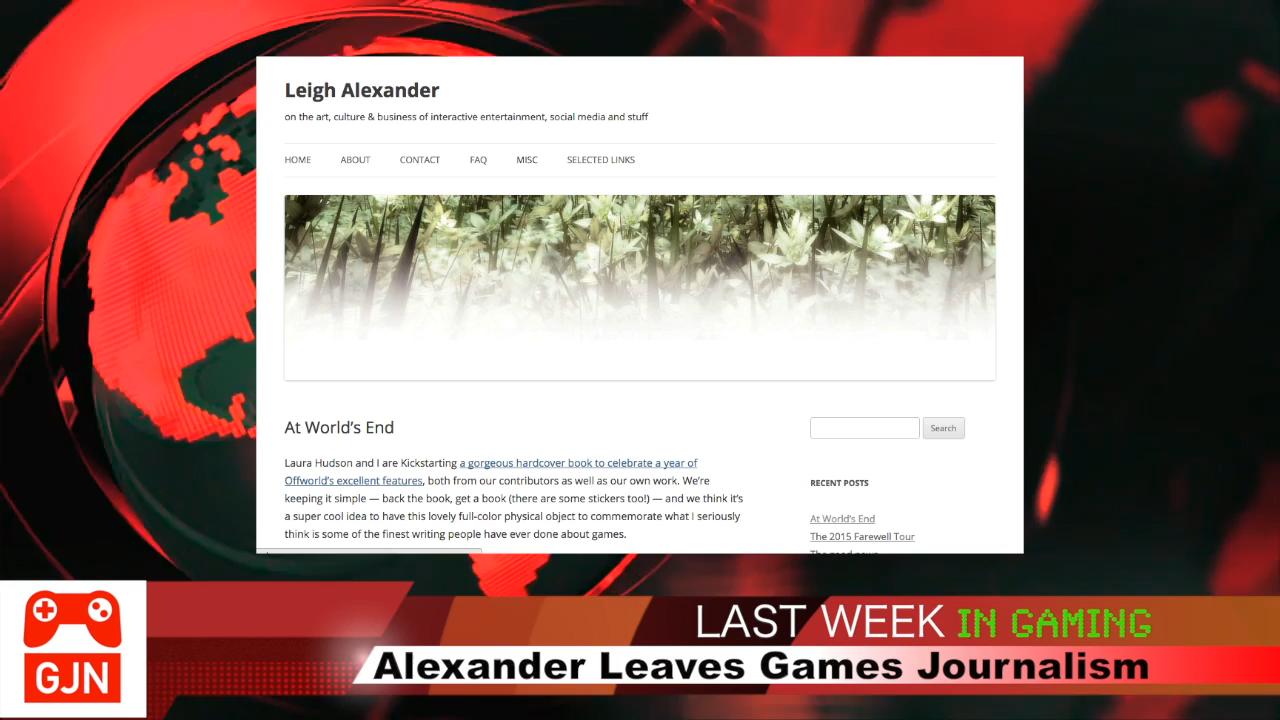 Leigh Alexander
on the art, culture & business of interactive entertainment, social media and stuff
HOME ABOUT CONTACT FAQ MISC SELECTED LINKS
At World's End
Search
Laura Hudson and I are Kickstarting a gorgeous hardcover book to celebrate a year of
Offworld's excellent features, both from our contributors as well as our own work. We're
keeping it simple — back the book, get a book (there are some stickers too!) — and we think it's
a super cool idea to have this lovely full-color physical object to commemorate what I seriously
think is some of the finest writing people have ever done about games.
RECENT POSTS
At World's End
The 2015 Farewell Tour
LAST WEEK IN GAMING
Alexander Leaves Games Journalism
GJN